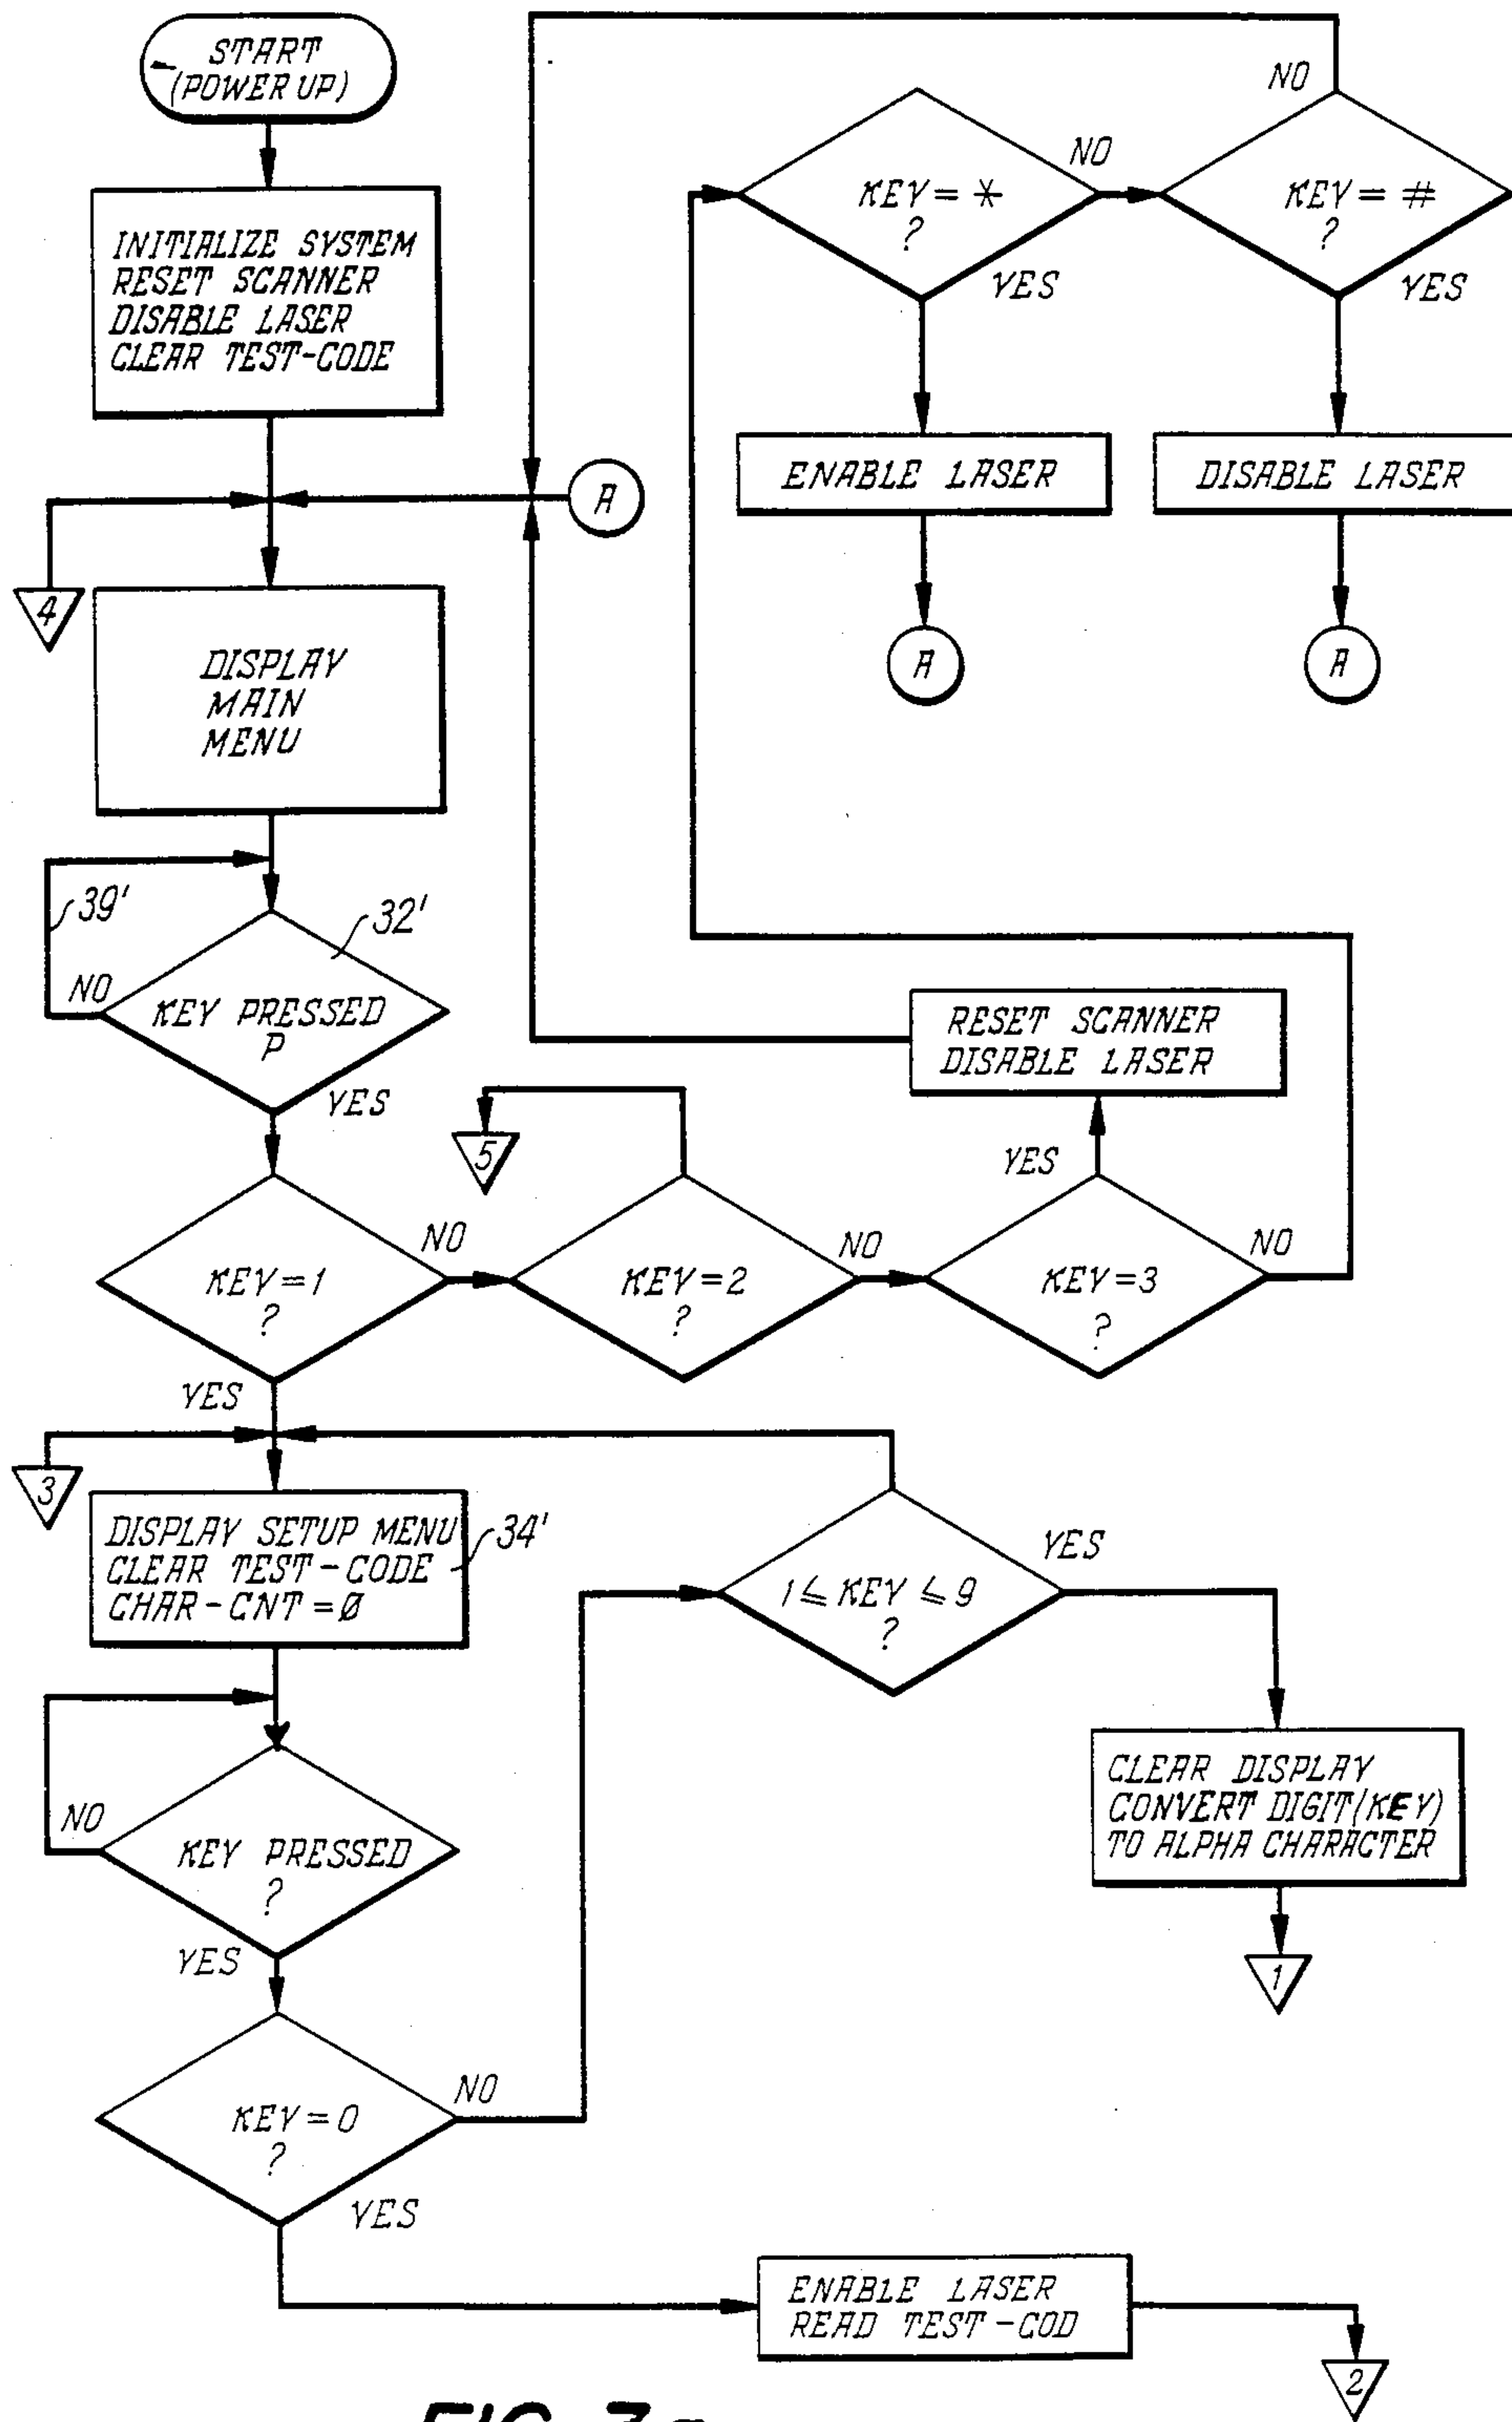 START
(POWER UP)
INITIALIZE SYSTEM
RESET SCANNER
DISABLE LASER
CLEAR TEST-CODE
4
A
DISPLAY
MAIN
MENU
39'
32'
NO
KEY PRESSED
P
YES
KEY=1
?
NO
YES
5
KEY=2
?
NO
KEY=3
?
YES
NO
RESET SCANNER
DISABLE LASER
KEY = *
?
NO
YES
KEY = #
?
NO
YES
ENABLE LASER
DISABLE LASER
A
A
3
DISPLAY SETUP MENU
CLEAR TEST-CODE
CHAR-CNT = Ø
34'
NO
KEY PRESSED
?
YES
KEY = 0
?
NO
YES
1 ≤ KEY ≤ 9
?
YES
CLEAR DISPLAY
CONVERT DIGIT(KEY)
TO ALPHA CHARACTER
1
ENABLE LASER
READ TEST-COD
2